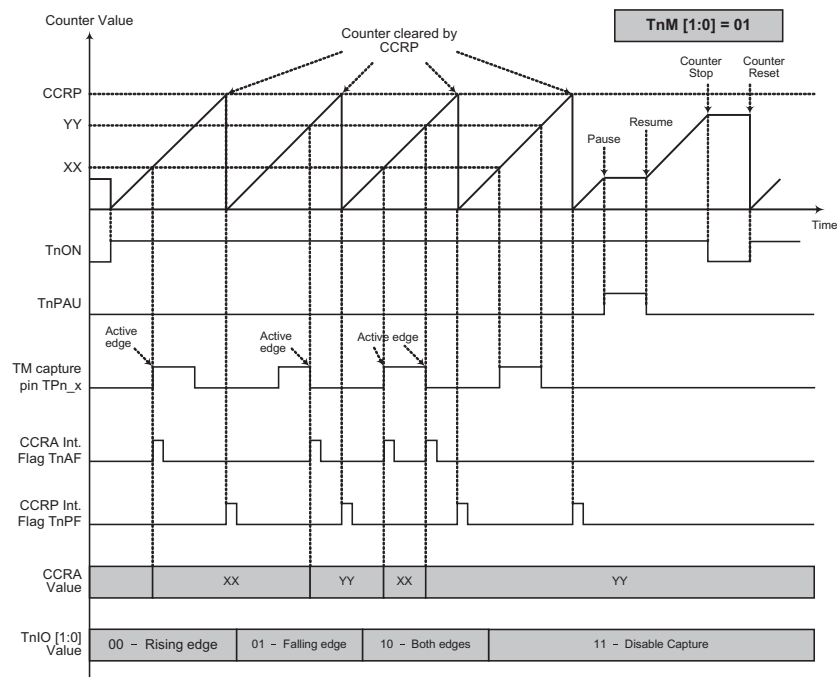 Counter Value
TnM [1:0] = 01
Counter cleared by
CCRP
Counter
Stop
Counter
Reset
CCRP
YY
Resume
Pause
XX
Time
TnON
TnPAU
Active
edge
Active
edge
Active edge
TM capture
pin TPn_x
CCRA Int.
Flag TnAF
CCRP Int.
Flag TnPF
CCRA
Value
XX
YY
XX
YY
TnIO [1:0]
Value
00 – Rising edge
01 – Falling edge
10 – Both edges
11 – Disable Capture